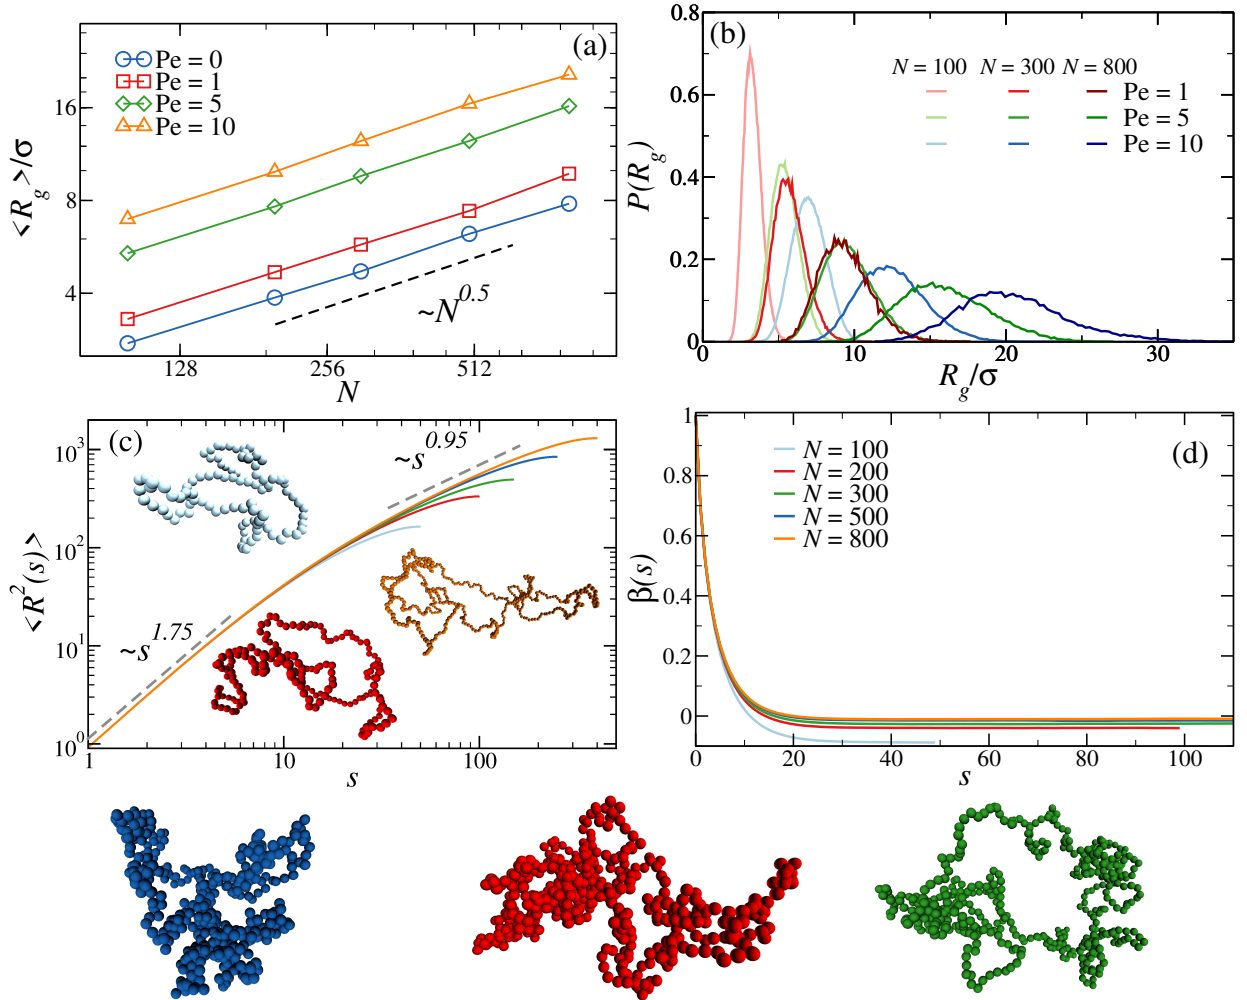 (a)
Pe = 0
Pe = 1
Pe = 5
Pe = 10
16
8
4
<R_g>/σ
~N^0.5
128 256 512
N
(b)
0.8
0.6
0.4
0.2
0
P(R_g)
N = 100 N = 300 N = 800
Pe = 1
Pe = 5
Pe = 10
0 10 20 30
R_g/σ
(c)
10^3
10^2
10^1
10^0
<R^2(s)>
~s^0.95
~s^1.75
1 10 100
s
(d)
1
0.8
0.6
0.4
0.2
0
β(s)
N = 100
N = 200
N = 300
N = 500
N = 800
0 20 40 60 80 100
s